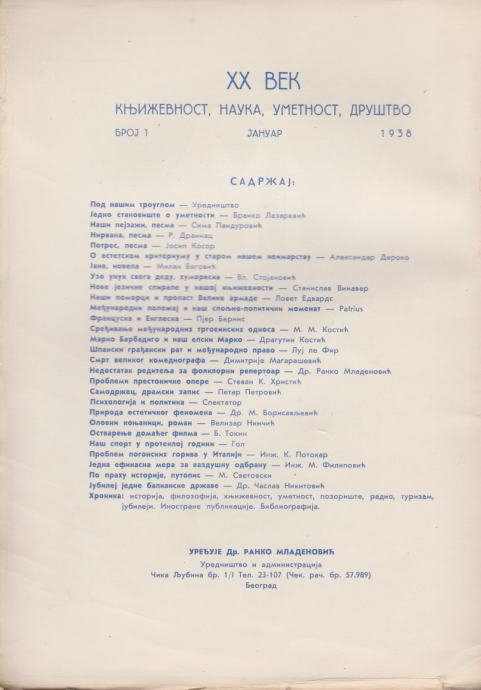 XX ВЕК
КЊИЖЕВНОСТ, НАУКА, УМЕТНОСТ, ДРУШТВО
БРОЈ 1 ЈАНУАР 1938
САДРЖАЈ:
Под нашим троуглом — Уредништво
Једно становиште о уметности — Бранко Лазаревић
Наши пејзажи, песма — Сима Пандуровић
Нирвана, песма — Р. Драинац
Потрес, песма — Јосип Косор
О естетском критериуму у старом нашем неимарству — Александар Дероко
Јане, новела — Милан Беговић
Узо унук свога деду, хумореска — Вл. Стојановић
Нове језичне спирале у нашој књижевности — Станислав Винавер
Наши поморци и пропаст Велике армаде — Ловет Едвардс
Међународни положај и наш спољно-политички моменат — Patrius
Француска и Енглеска — Пјер Бернис
Сређивање међународних трговинских односа — М. М. Костић
Марко Барбадиго и наш епски Марко — Драгутин Костић
Шпански грађански рат и међународно право — Луј ле Фир
Смрт великог комедиографа — Димитрије Магарашевић
Недостатак редитеља за фолклорни репертоар — Др. Ранко Младеновић
Проблеми престоничне опере — Стеван К. Христић
Самодржец, драмски запис — Петар Петровић
Психологија и политика — Спектатор
Природа естетичког феномена — Др. М. Борисављевић
Оловни коњаници, роман — Велизар Нинчић
Остварење домаћег филма — Б. Токин
Наш спорт у протеклој години — Гол
Проблем погонских горива у Италији — Инж. К. Потокар
Једна ефикасна мера за ваздушну одбрану — Инж. М. Филиповић
По праху историје, путопис — М. Световски
Јубилеј једне балканске државе — Др. Часлав Никитовић
Хроника: историја, филозофија, књижевност, уметност, позориште, радио, туризам,
јубилеји. Иностране публикације. Библиографија.
УРЕЂУЈЕ Др. РАНКО МЛАДЕНОВИЋ
Уредништво и администрација
Чика Љубина бр. 1/I Тел. 23-107 (Чек. рач. бр. 57.989)
Београд